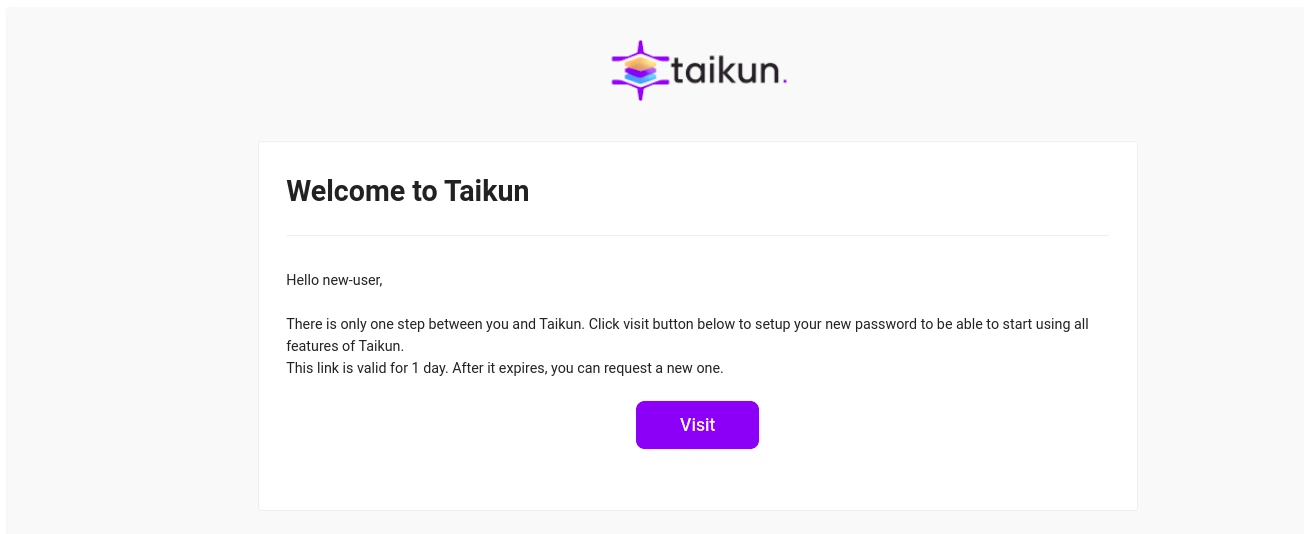 taikun.
Welcome to Taikun
Hello new-user,
There is only one step between you and Taikun. Click visit button below to setup your new password to be able to start using all
features of Taikun.
This link is valid for 1 day. After it expires, you can request a new one.
Visit